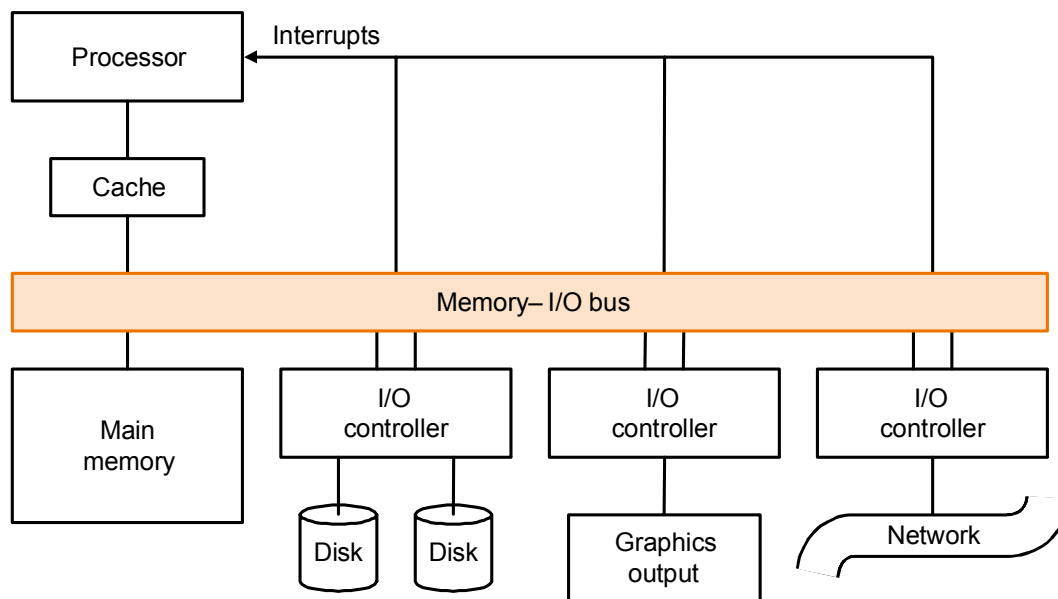 Interrupts
Processor
Cache
Memory– I/O bus
Main
memory
I/O
controller
I/O
controller
I/O
controller
Disk
Disk
Graphics
output
Network